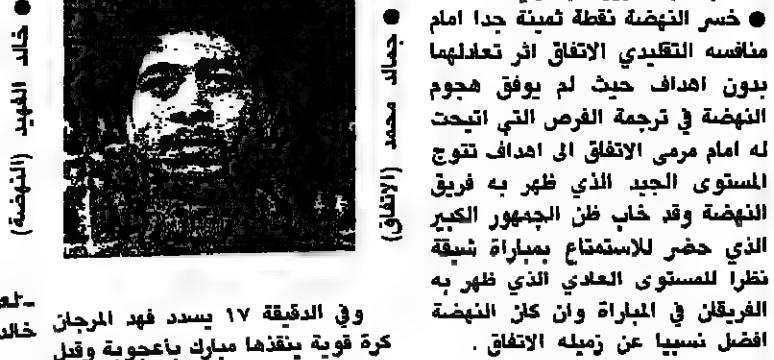 ● خسر النهضة نقطة ثمينة جدا امام
منافسه التقليدي الاتفاق اثر تعادلهما
بدون اهداف حيث لم يوفق هجوم
النهضة في ترجمة الفرص التي اتيحت
له امام مرمى الاتفاق الى اهداف تتوج
المستوى الجيد الذي ظهر به فريق
النهضة وقد خاب ظن الجمهور الكبير
الذي حضر للاستمتاع بمباراة شيقة
نظرا للمستوى العادي الذي ظهر به
الفريقان في المباراة وان كان النهضة
افضل نسبيا عن زميله الاتفاق .
● جمال محمد (الاتفاق)
وفي الدقيقة ١٧ يسدد فهد المرجان
كرة قوية ينقذها مبارك بأعجوبة وقبل
● خالد الفهيد (النهضة)
خالد